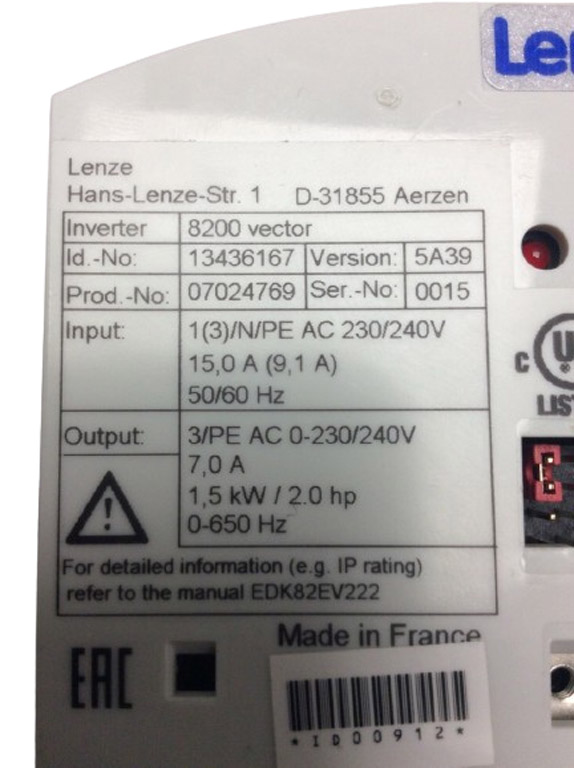 Lenze
Hans-Lenze-Str. 1 D-31855 Aerzen
Inverter 8200 vector
Id.-No: 13436167 Version: 5A39
Prod.-No: 07024769 Ser.-No: 0015
Input: 1(3)/N/PE AC 230/240V
15,0 A (9,1 A)
50/60 Hz
Output: 3/PE AC 0-230/240V
7,0 A
1,5 kW / 2.0 hp
0-650 Hz
For detailed information (e.g. IP rating)
refer to the manual EDK82EV222
Made in France
EAC
*ID00912*
Le
C U
LIS